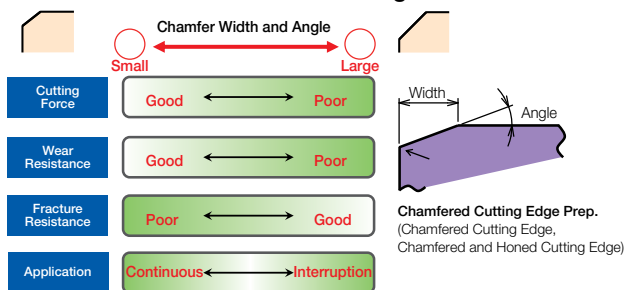 Chamfer Width and Angle
Small
Large
Cutting
Force
Good
Poor
Wear
Resistance
Good
Poor
Fracture
Resistance
Poor
Good
Application
Continuous
Interruption
Width
Angle
Chamfered Cutting Edge Prep.
(Chamfered Cutting Edge,
Chamfered and Honed Cutting Edge)